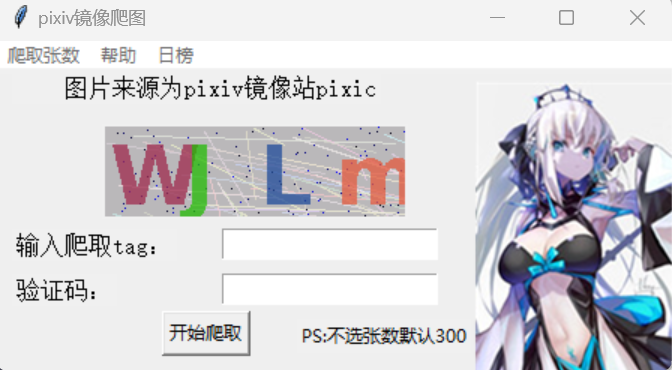 pixiv镜像爬图
爬取张数 帮助 日榜
图片来源为pixiv镜像站pixic
WJLm
输入爬取tag:
验证码:
开始爬取
PS:不选张数默认300